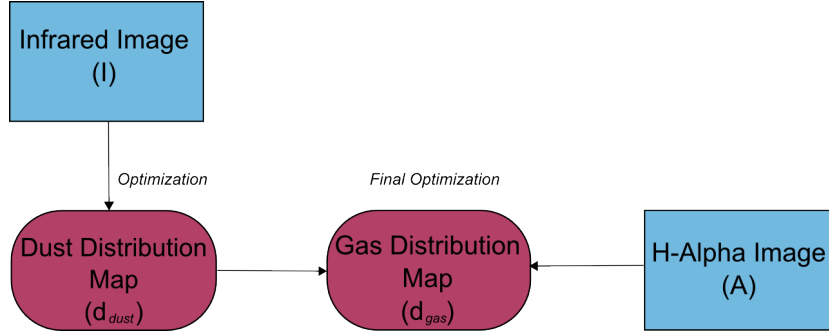 Infrared Image
(I)
Optimization
Final Optimization
Dust Distribution
Map
(d dust)
Gas Distribution
Map
(d gas)
H-Alpha Image
(A)